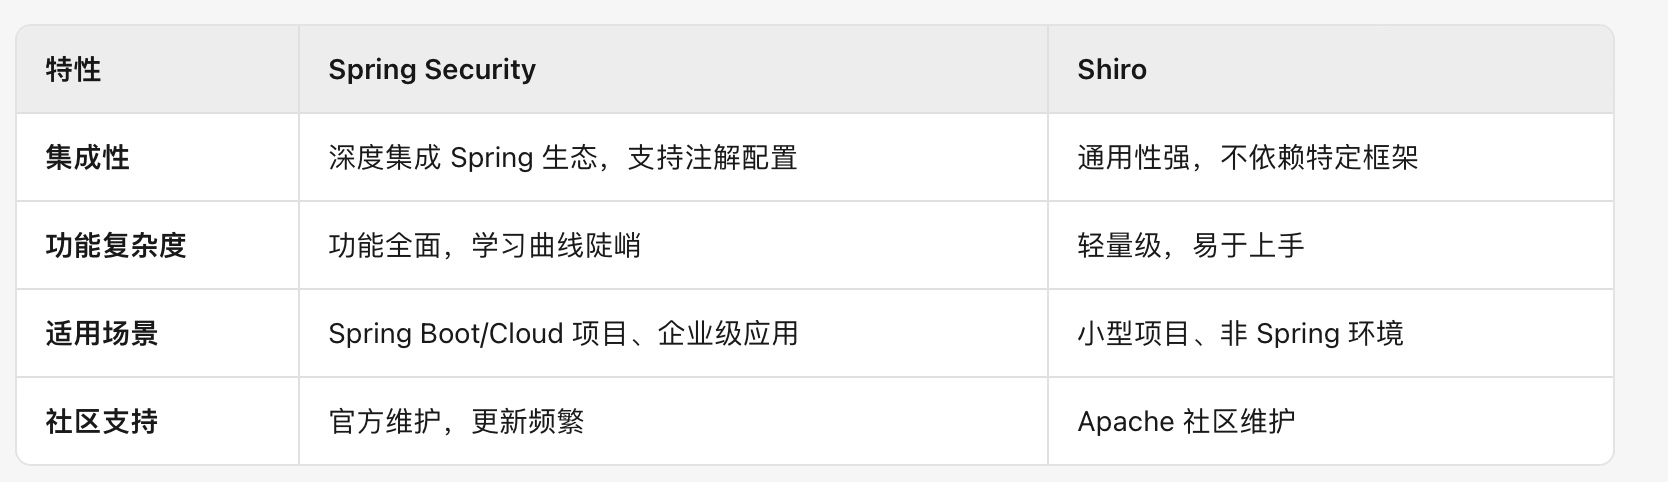 特性 Spring Security Shiro
集成性 深度集成 Spring 生态，支持注解配置 通用性强，不依赖特定框架
功能复杂度 功能全面，学习曲线陡峭 轻量级，易于上手
适用场景 Spring Boot/Cloud 项目、企业级应用 小型项目、非 Spring 环境
社区支持 官方维护，更新频繁 Apache 社区维护